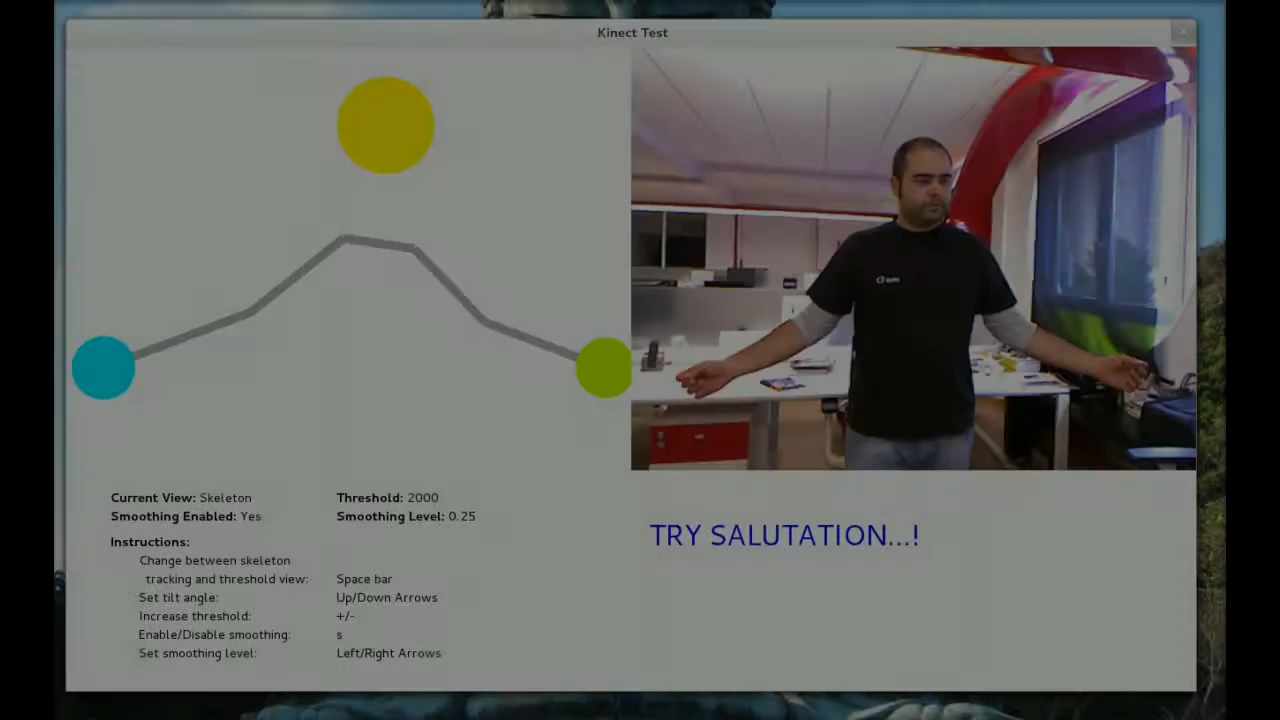 Kinect Test
Current View: Skeleton
Threshold: 2000
Smoothing Enabled: Yes
Smoothing Level: 0.25
Instructions:
Change between skeleton
tracking and threshold view: Space bar
Set tilt angle: Up/Down Arrows
Increase threshold: +/-
Enable/Disable smoothing: s
Set smoothing level: Left/Right Arrows
TRY SALUTATION...!